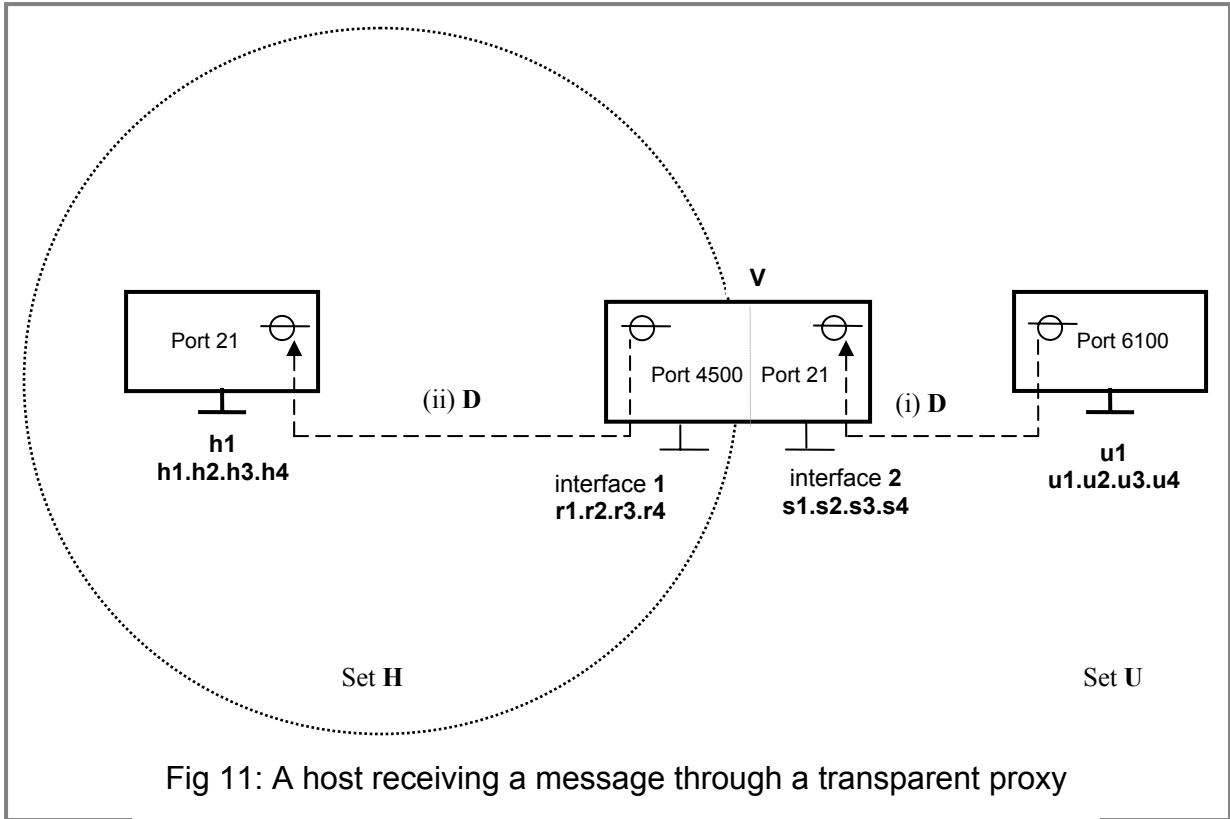 V
Port 21
Port 4500
Port 21
Port 6100
(ii) D
(i) D
h1
h1.h2.h3.h4
interface 1
r1.r2.r3.r4
interface 2
s1.s2.s3.s4
u1
u1.u2.u3.u4
Set H
Set U
Fig 11: A host receiving a message through a transparent proxy